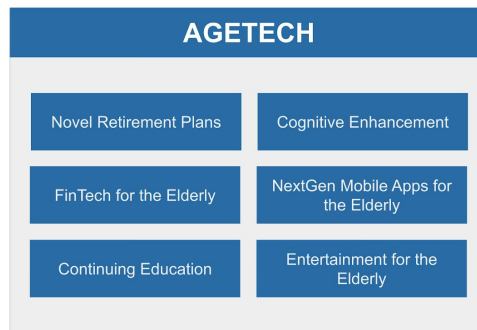 AGETECH
Novel Retirement Plans
Cognitive Enhancement
FinTech for the Elderly
NextGen Mobile Apps for
the Elderly
Continuing Education
Entertainment for the
Elderly